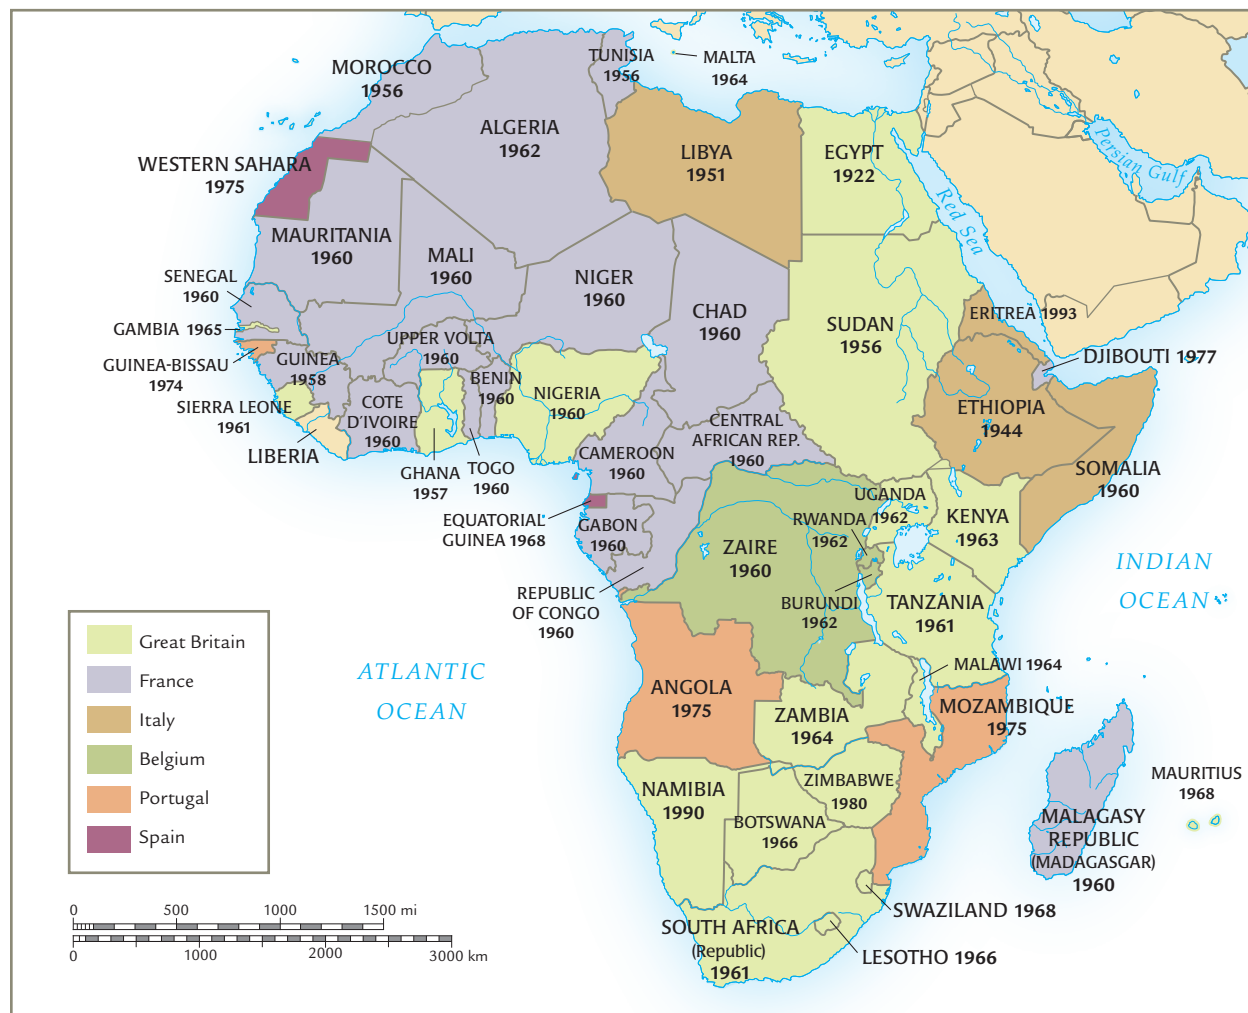 MOROCCO
1956
TUNISIA
1956
MALTA
1964
ALGERIA
1962
LIBYA
1951
EGYPT
1922
Persian Gulf
Red Sea
WESTERN SAHARA
1975
MAURITANIA
1960
MALI
1960
NIGER
1960
CHAD
1960
SUDAN
1956
ERITREA 1993
DJIBOUTI 1977
SENEGAL
1960
GAMBIA 1965
GUINEA-BISSAU
1974
GUINEA
1958
SIERRA LEONE
1961
LIBERIA
COTE
D'IVOIRE
1960
UPPER VOLTA
1960
GHANA
1957
TOGO
1960
BENIN
1960
NIGERIA
1960
CAMEROON
1960
CENTRAL
AFRICAN REP.
1960
ETHIOPIA
1944
SOMALIA
1960
EQUATORIAL
GUINEA 1968
GABON
1960
REPUBLIC
OF CONGO
1960
ZAIRE
1960
UGANDA
1962
RWANDA
1962
BURUNDI
1962
KENYA
1963
TANZANIA
1961
INDIAN
OCEAN
ATLANTIC
OCEAN
ANGOLA
1975
ZAMBIA
1964
MALAWI 1964
MOZAMBIQUE
1975
NAMIBIA
1990
ZIMBABWE
1980
BOTSWANA
1966
MALAGASY
REPUBLIC
(MADAGASGAR)
1960
MAURITIUS
1968
SOUTH AFRICA
(Republic)
1961
SWAZILAND 1968
LESOTHO 1966
Great Britain
France
Italy
Belgium
Portugal
Spain
0 500 1000 1500 mi
0 1000 2000 3000 km